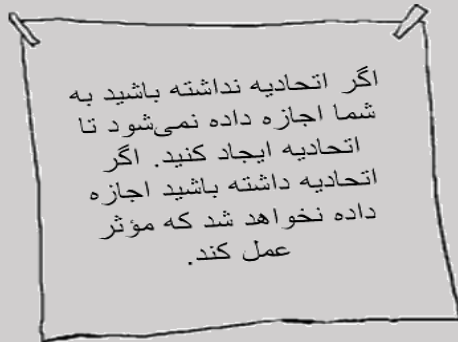 اگر اتحادیه نداشته باشید به
شما اجازه داده نمی‌شود تا
اتحادیه ایجاد کنید. اگر
اتحادیه داشته باشید اجازه
داده نخواهد شد که مؤثر
عمل کند.